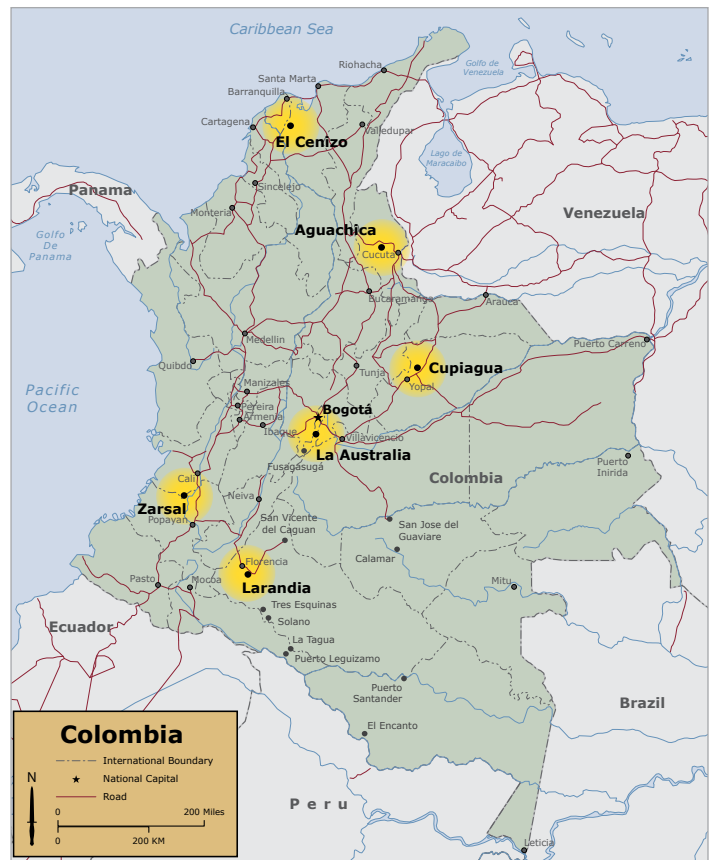 Caribbean Sea
Riohacha
Golfo de
Venezuela
Santa Marta
Barranquilla
Cartagena
Valledupar
El Cenizo
Lago de
Maracaibo
Panama
Sincelejo
Monteria
Venezuela
Golfo
De
Panama
Aguachica
Cucuta
Bucaramanga
Arauca
Medellin
Puerto Carreno
Quibdo
Tunja
Cupiagua
Yopal
Pacific
Ocean
Manizales
Pereira
Armenia
Bogotá
Ibague
Villavicencio
La Australia
Fusagasugá
Colombia
Puerto
Inirida
Cali
Zarsal
Neiva
Popayan
San Vicente
del Caguan
San Jose del
Guaviare
Calamar
Florencia
Larandia
Pasto
Mocoa
Mitu
Tres Esquinas
Solano
Ecuador
La Tagua
Puerto Leguizamo
Puerto
Santander
Brazil
El Encanto
Peru
Leticia
Colombia
International Boundary
National Capital
Road
N
0
200 Miles
0
200 KM